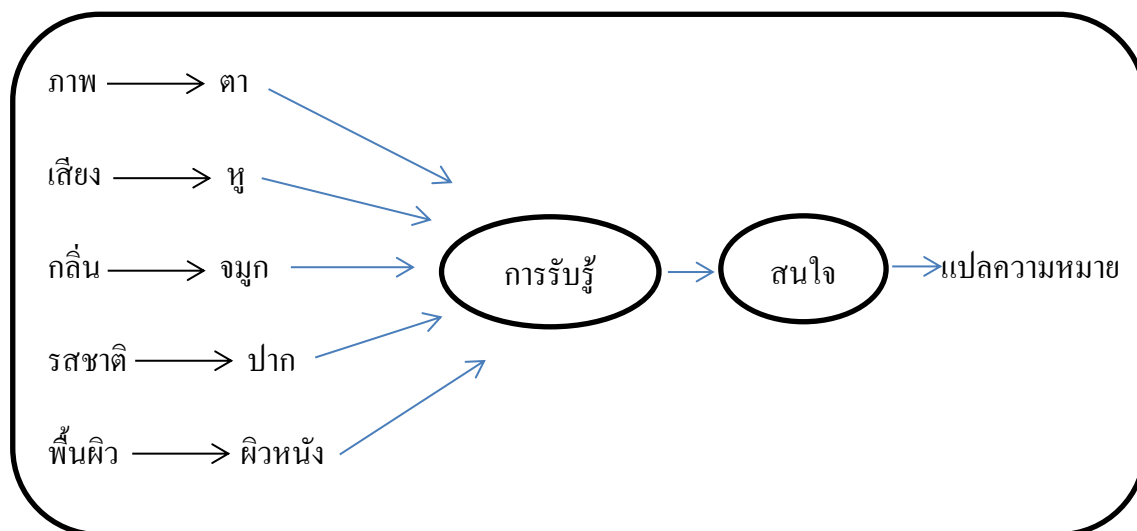 ภาพ ตา
เสียง หู
กลิ่น จมูก การรับรู้ สนใจ แปลความหมาย
รสชาติ ปาก
พื้นผิว ผิวหนัง